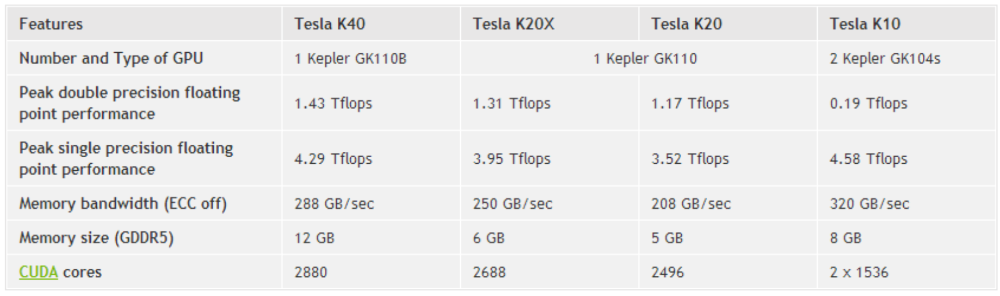 Features Tesla K40 Tesla K20X Tesla K20 Tesla K10
Number and Type of GPU 1 Kepler GK110B 1 Kepler GK110 2 Kepler GK104s
Peak double precision floating
point performance 1.43 Tflops 1.31 Tflops 1.17 Tflops 0.19 Tflops
Peak single precision floating
point performance 4.29 Tflops 3.95 Tflops 3.52 Tflops 4.58 Tflops
Memory bandwidth (ECC off) 288 GB/sec 250 GB/sec 208 GB/sec 320 GB/sec
Memory size (GDDR5) 12 GB 6 GB 5 GB 8 GB
CUDA cores 2880 2688 2496 2 x 1536